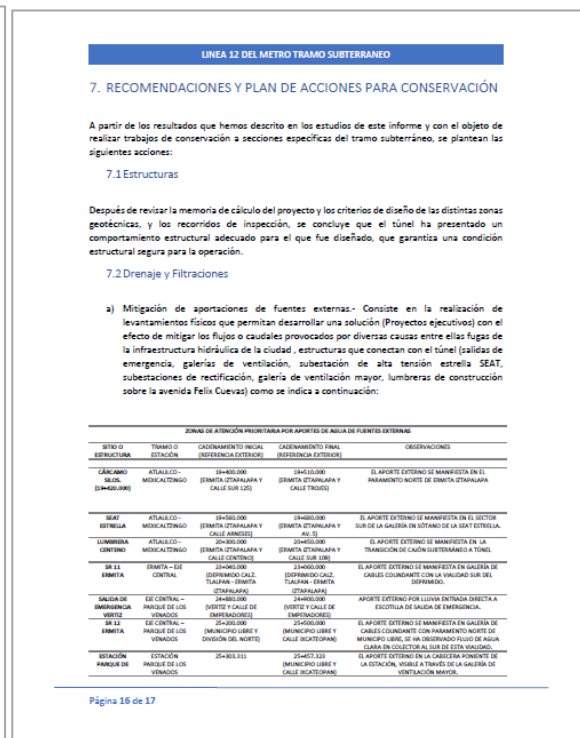 LINEA 12 DEL METRO TRAMO SUBTERRANEO
7. RECOMENDACIONES Y PLAN DE ACCIONES PARA CONSERVACIÓN
A partir de los resultados que hemos descrito en los estudios de este informe y con el objeto de
realizar trabajos de conservación a secciones específicas del tramo subterráneo, se plantean las
siguientes acciones:
7.1 Estructuras
Después de revisar la memoria de cálculo del proyecto y los criterios de diseño de las distintas zonas
geotécnicas, y los recorridos de inspección, se concluye que el túnel ha presentado un
comportamiento estructural adecuado para el que fue diseñado, que garantiza una condición
estructural segura para la operación.
7.2 Drenaje y Filtraciones
a) Mitigación de aportaciones de fuentes externas.- Consiste en la realización de
levantamientos físicos que permitan desarrollar una solución (Proyectos ejecutivos) con el
efecto de mitigar los flujos o caudales provocados por diversas causas entre ellas fugas de
la infraestructura hidráulica de la ciudad , estructuras que conectan con el túnel (salidas de
emergencia, galerías de ventilación, subestación de alta tensión estrella SEAT,
subestaciones de rectificación, galería de ventilación mayor, lumbreras de construcción
sobre la avenida Felix Cuevas) como se indica a continuación:
ZONAS DE ATENCIÓN PRIORITARIA POR APORTES DE AGUA DE FUENTES EXTERNAS
SITIO O TRAMO O CADENAMIENTO INICIAL CADENAMIENTO FINAL OBSERVACIONES
ESTRUCTURA ESTACIÓN (REFERENCIA EXTERIOR) (REFERENCIA EXTERIOR)
CÁRCAMO ATLALILCO - 19+400.000 19+510.000 EL APORTE EXTERNO SE MANIFIESTA EN EL
SILOS. MEXICALTZINGO (ERMITA IZTAPALAPA Y (ERMITA IZTAPALAPA Y PARAMENTO NORTE DE ERMITA IZTAPALAPA
(19+420.000) CALLE SUR 125) CALLE TROJES)
SEAT ATLALILCO - 19+560.000 19+680.000 EL APORTE EXTERNO SE MANIFIESTA EN EL SECTOR
ESTRELLA MEXICALTZINGO (ERMITA IZTAPALAPA Y (ERMITA IZTAPALAPA Y SUR DE LA GALERÍA EN SÓTANO DE LA SEAT ESTRELLA.
CALLE ARNESES) AV. 5)
LUMBRERA ATLALILCO - 20+300.000 20+450.000 EL APORTE EXTERNO SE MANIFIESTA EN LA
CENTENO MEXICALTZINGO (ERMITA IZTAPALAPA Y (ERMITA IZTAPALAPA Y TRANSICIÓN DE CAJÓN SUBTERRÁNEO A TÚNEL
CALLE CENTENO) CALLE SUR 109)
SR 11 ERMITA – EJE 23+040.000 23+060.000 EL APORTE EXTERNO SE MANIFIESTA EN GALERÍA DE
ERMITA CENTRAL (DEPRIMIDO CALZ. (DEPRIMIDO CALZ. CABLES COLINDANTE CON LA VIALIDAD SUR DEL
TLALPAN - ERMITA TLALPAN - ERMITA DEPRIMIDO.
IZTAPALAPA) IZTAPALAPA)
SALIDA DE EJE CENTRAL – 24+880.000 24+900.000 APORTE EXTERNO POR LLUVIA ENTRADA DIRECTA A
EMERGENCIA PARQUE DE LOS (VERTIZ Y CALLE DE (VERTIZ Y CALLE DE ESCOTILLA DE SALIDA DE EMERGENCIA.
VERTIZ VENADOS EMPERADORES) EMPERADORES)
SR 12 EJE CENTRAL – 25+200.000 25+500.000 EL APORTE EXTERNO SE MANIFIESTA EN GALERÍA DE
ERMITA PARQUE DE LOS (MUNICIPIO LIBRE Y (MUNICIPIO LIBRE Y CABLES COLINDANTE CON PARAMENTO NORTE DE
VENADOS DIVISIÓN DEL NORTE) CALLE IXCATEOPAN) MUNICIPIO LIBRE, SE HA OBSERVADO FLUJO DE AGUA
CLARA EN COLECTOR AL SUR DE ESTA VIALIDAD.
ESTACIÓN ESTACIÓN 25+303.311 25+457.323 EL APORTE EXTERNO EN LA CABECERA PONIENTE DE
PARQUE DE PARQUE DE LOS (MUNICIPIO LIBRE Y LA ESTACIÓN, VISIBLE A TRAVÉS DE LA GALERÍA DE
VENADOS CALLE IXCATEOPAN) VENTILACIÓN MAYOR.
Página 16 de 17